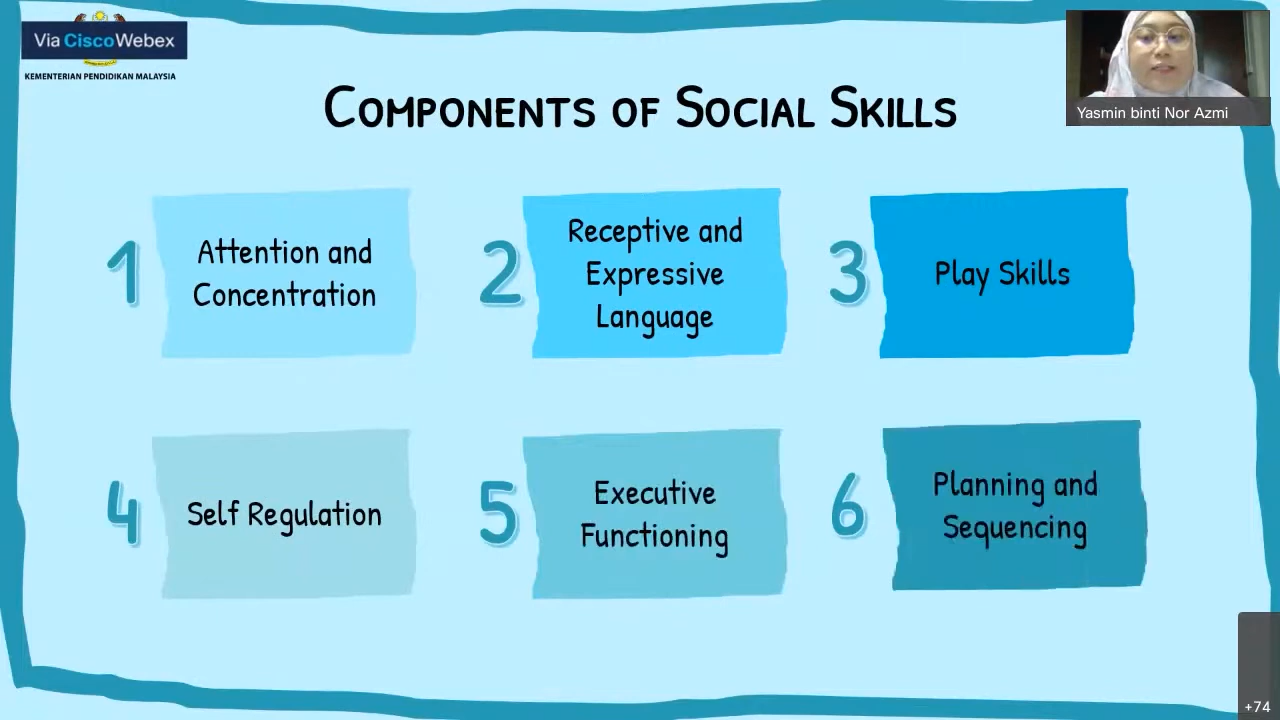 Via Cisco Webex
KEMENTERIAN PENDIDIKAN MALAYSIA
COMPONENTS OF SOCIAL SKILLS
Yasmin binti Nor Azmi
1
Attention and
Concentration
2
Receptive and
Expressive
Language
3
Play Skills
4
Self Regulation
5
Executive
Functioning
6
Planning and
Sequencing
+74